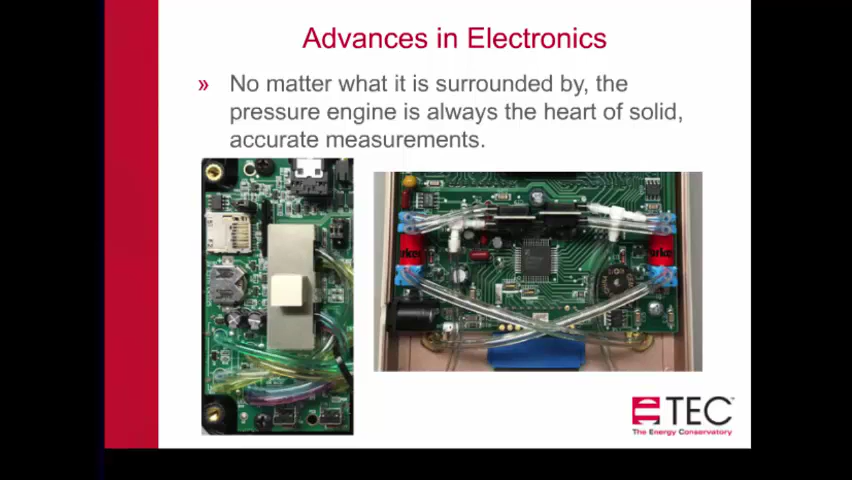 Advances in Electronics
» No matter what it is surrounded by, the
pressure engine is always the heart of solid,
accurate measurements.
TEC™
The Energy Conservatory